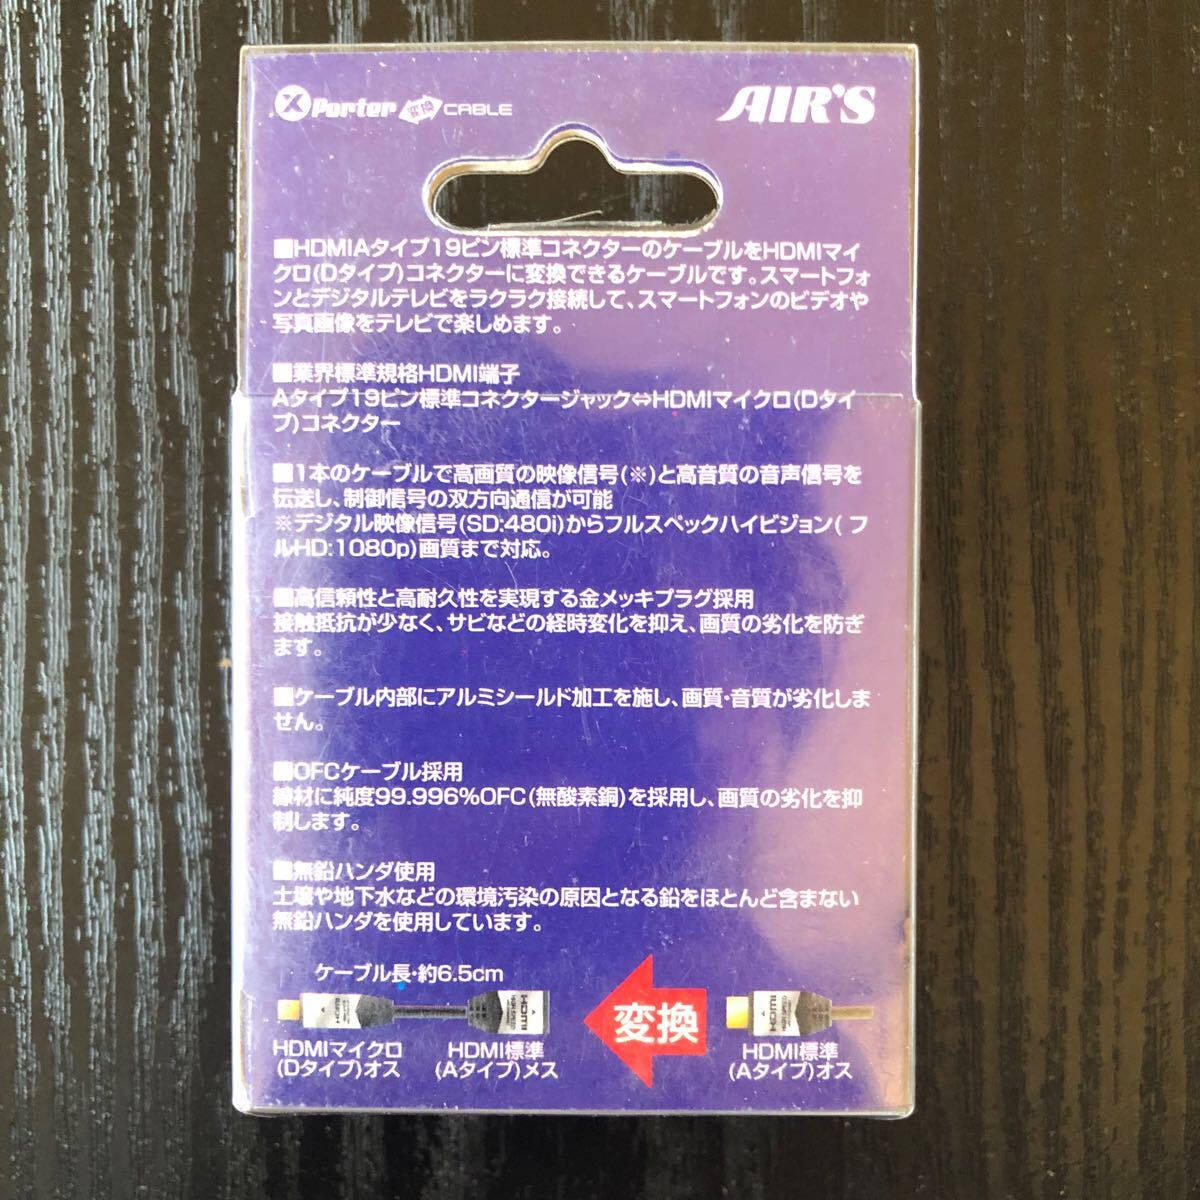 X Porter 変換 CABLE
AIR'S
■HDMIAタイプ19ピン標準コネクターのケーブルをHDMIマイ
クロ(Dタイプ)コネクターに変換できるケーブルです。スマートフォ
ンとデジタルテレビをラクラク接続して、スマートフォンのビデオや
写真画像をテレビで楽しめます。
■業界標準規格HDMI端子
Aタイプ19ピン標準コネクタージャック⇔HDMIマイクロ(Dタイ
プ)コネクター
■1本のケーブルで高画質の映像信号(※)と高音質の音声信号を
伝送し、制御信号の双方向通信が可能
※デジタル映像信号(SD:480i)からフルスペックハイビジョン( フ
ルHD:1080p)画質まで対応。
■高信頼性と高耐久性を実現する金メッキプラグ採用
接触抵抗が少なく、サビなどの経時変化を抑え、画質の劣化を防ぎ
ます。
■ケーブル内部にアルミシールド加工を施し、画質・音質が劣化しま
せん。
■OFCケーブル採用
線材に純度99.996%OFC(無酸素銅)を採用し、画質の劣化を抑
制します。
■無鉛ハンダ使用
土壌や地下水などの環境汚染の原因となる鉛をほとんど含まない
無鉛ハンダを使用しています。
ケーブル長・約6.5cm
HDMI
HDMI
変換
HDMI
HDMIマイクロ
(Dタイプ)オス
HDMI標準
(Aタイプ)メス
HDMI標準
(Aタイプ)オス